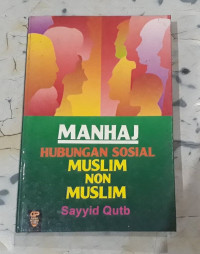 MANHAJ
HUBUNGAN SOSIAL
MUSLIM
NON
MUSLIM
Sayyid Qutb